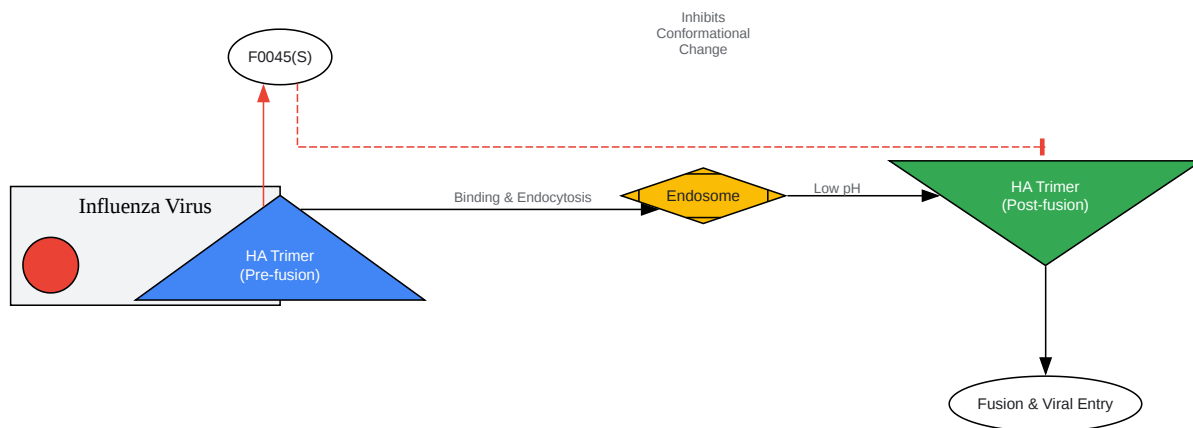 Inhibits
Conformational
Change
F0045(S)
Influenza Virus
Binding & Endocytosis
Endosome
Low pH
HA Trimer
(Post-fusion)
HA Trimer
(Pre-fusion)
Fusion & Viral Entry